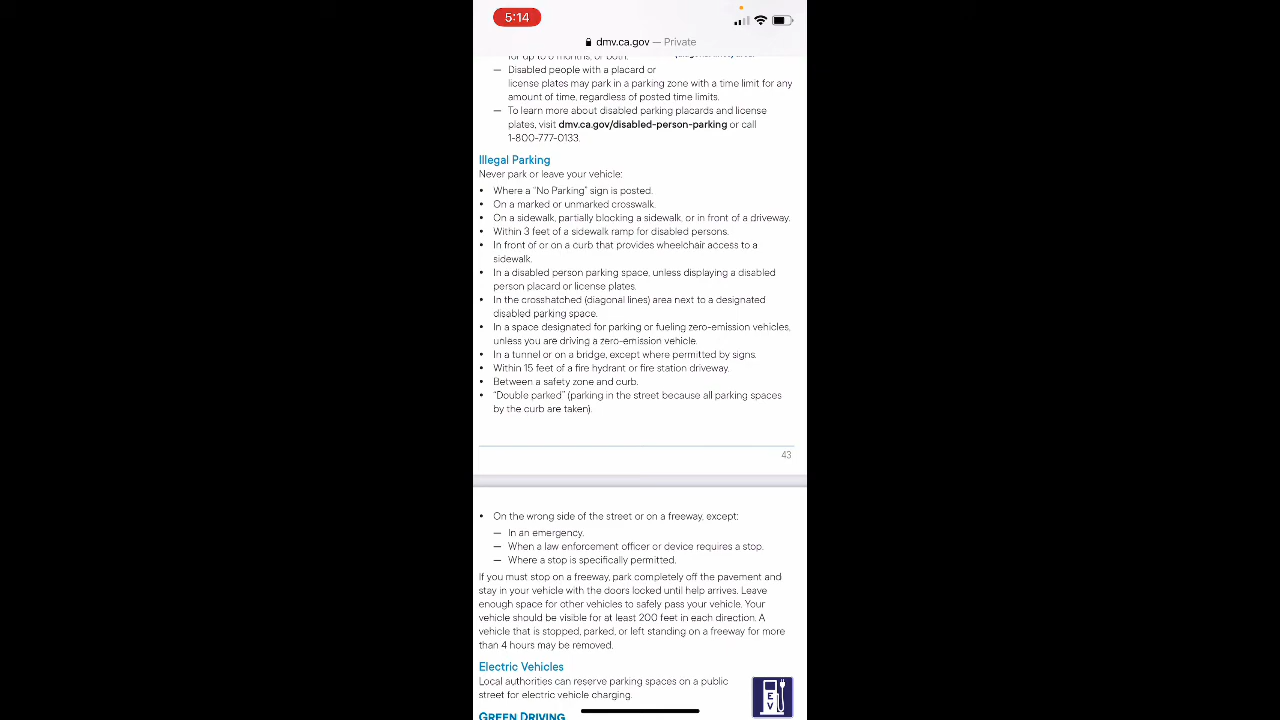 5:14
dmv.ca.gov — Private
for up to 6 months, or both.
— Disabled people with a placard or
license plates may park in a parking zone with a time limit for any
amount of time, regardless of posted time limits.
— To learn more about disabled parking placards and license
plates, visit dmv.ca.gov/disabled-person-parking or call
1-800-777-0133.
Illegal Parking
Never park or leave your vehicle:
• Where a “No Parking” sign is posted.
• On a marked or unmarked crosswalk.
• On a sidewalk, partially blocking a sidewalk, or in front of a driveway.
• Within 3 feet of a sidewalk ramp for disabled persons.
• In front of or on a curb that provides wheelchair access to a
sidewalk.
• In a disabled person parking space, unless displaying a disabled
person placard or license plates.
• In the crosshatched (diagonal lines) area next to a designated
disabled parking space.
• In a space designated for parking or fueling zero-emission vehicles,
unless you are driving a zero-emission vehicle.
• In a tunnel or on a bridge, except where permitted by signs.
• Within 15 feet of a fire hydrant or fire station driveway.
• Between a safety zone and curb.
• “Double parked” (parking in the street because all parking spaces
by the curb are taken).
43
• On the wrong side of the street or on a freeway, except:
— In an emergency.
— When a law enforcement officer or device requires a stop.
— Where a stop is specifically permitted.
If you must stop on a freeway, park completely off the pavement and
stay in your vehicle with the doors locked until help arrives. Leave
enough space for other vehicles to safely pass your vehicle. Your
vehicle should be visible for at least 200 feet in each direction. A
vehicle that is stopped, parked, or left standing on a freeway for more
than 4 hours may be removed.
Electric Vehicles
Local authorities can reserve parking spaces on a public
street for electric vehicle charging.
EV
GREEN DRIVING